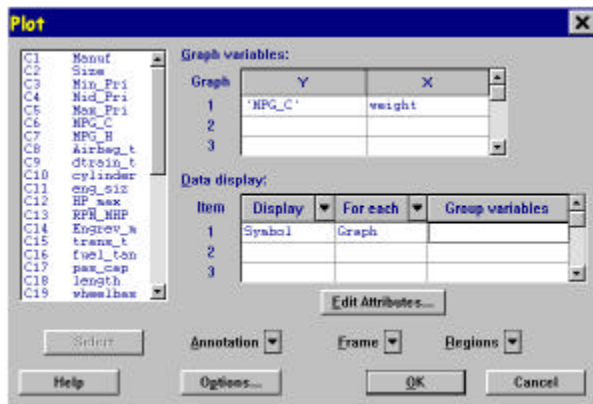 Plot
C1 Manuf
C2 Size
C3 Min_Pri
C4 Mid_Pri
C5 Max_Pri
C6 MPG_C
C7 MPG_H
C8 Airbag_t
C9 dtrain_t
C10 cylinder
C11 eng_siz
C12 HP_max
C13 RPM_MHP
C14 Engrev_m
C15 trans_t
C16 fuel_tan
C17 pas_cap
C18 length
C19 wheelbas
Graph variables:
Graph Y X
1 'MPG_C' weight
2
3
Data display:
Item Display For each Group variables
1 Symbol Graph
2
3
Edit Attributes...
Select Annotation Frame Regions
Help Options... OK Cancel